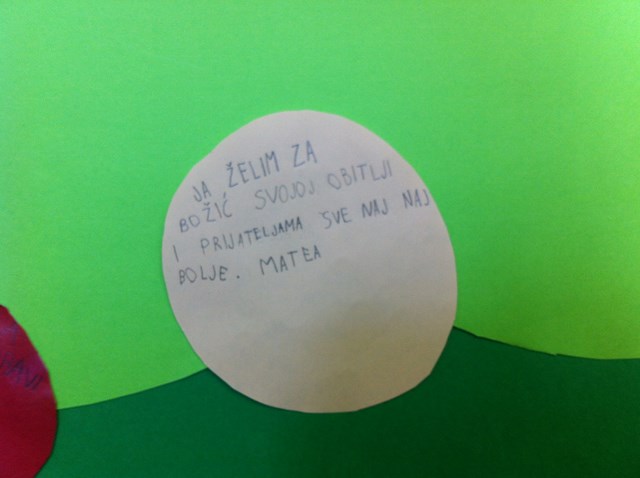 JA ŽELIM ZA
BOŽIĆ SVOJOJ OBITLJI
I PRIJATELJAMA SVE NAJ NAJ
BOLJE. MATEA